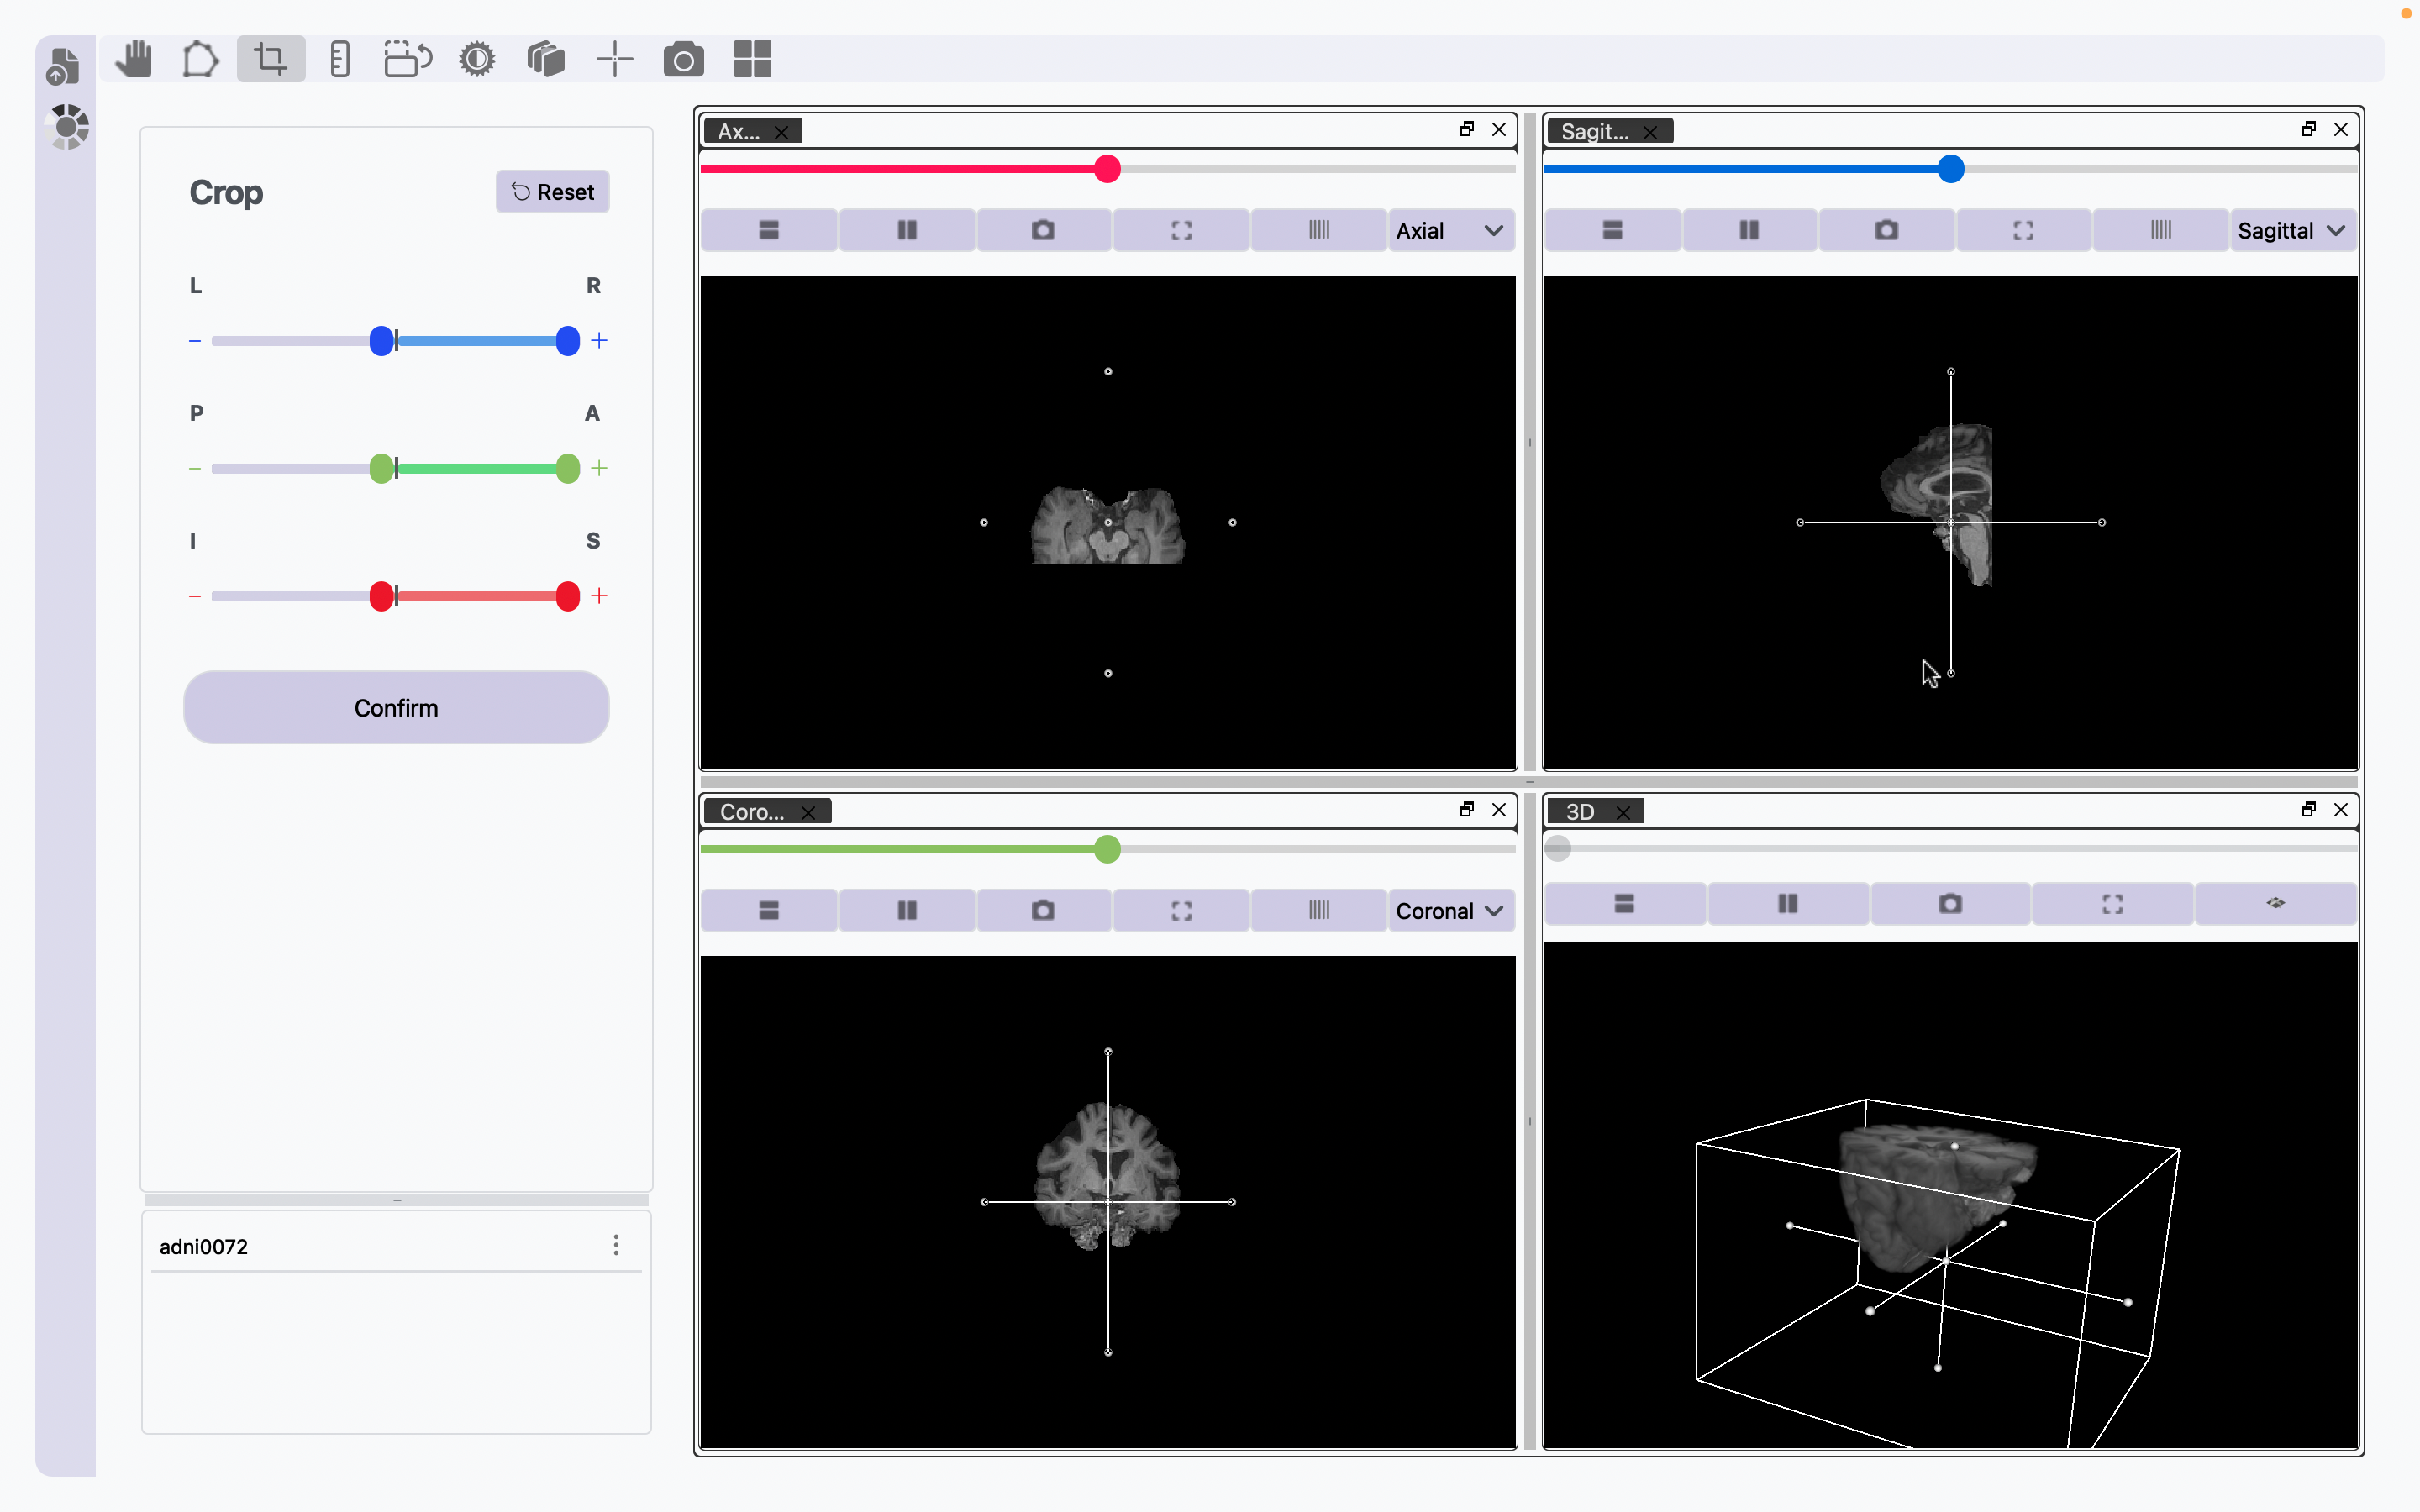 Crop
Reset
L R
P A
I S
Confirm
adni0072
Ax...
Axial
Sagit...
Sagittal
Coro...
Coronal
3D